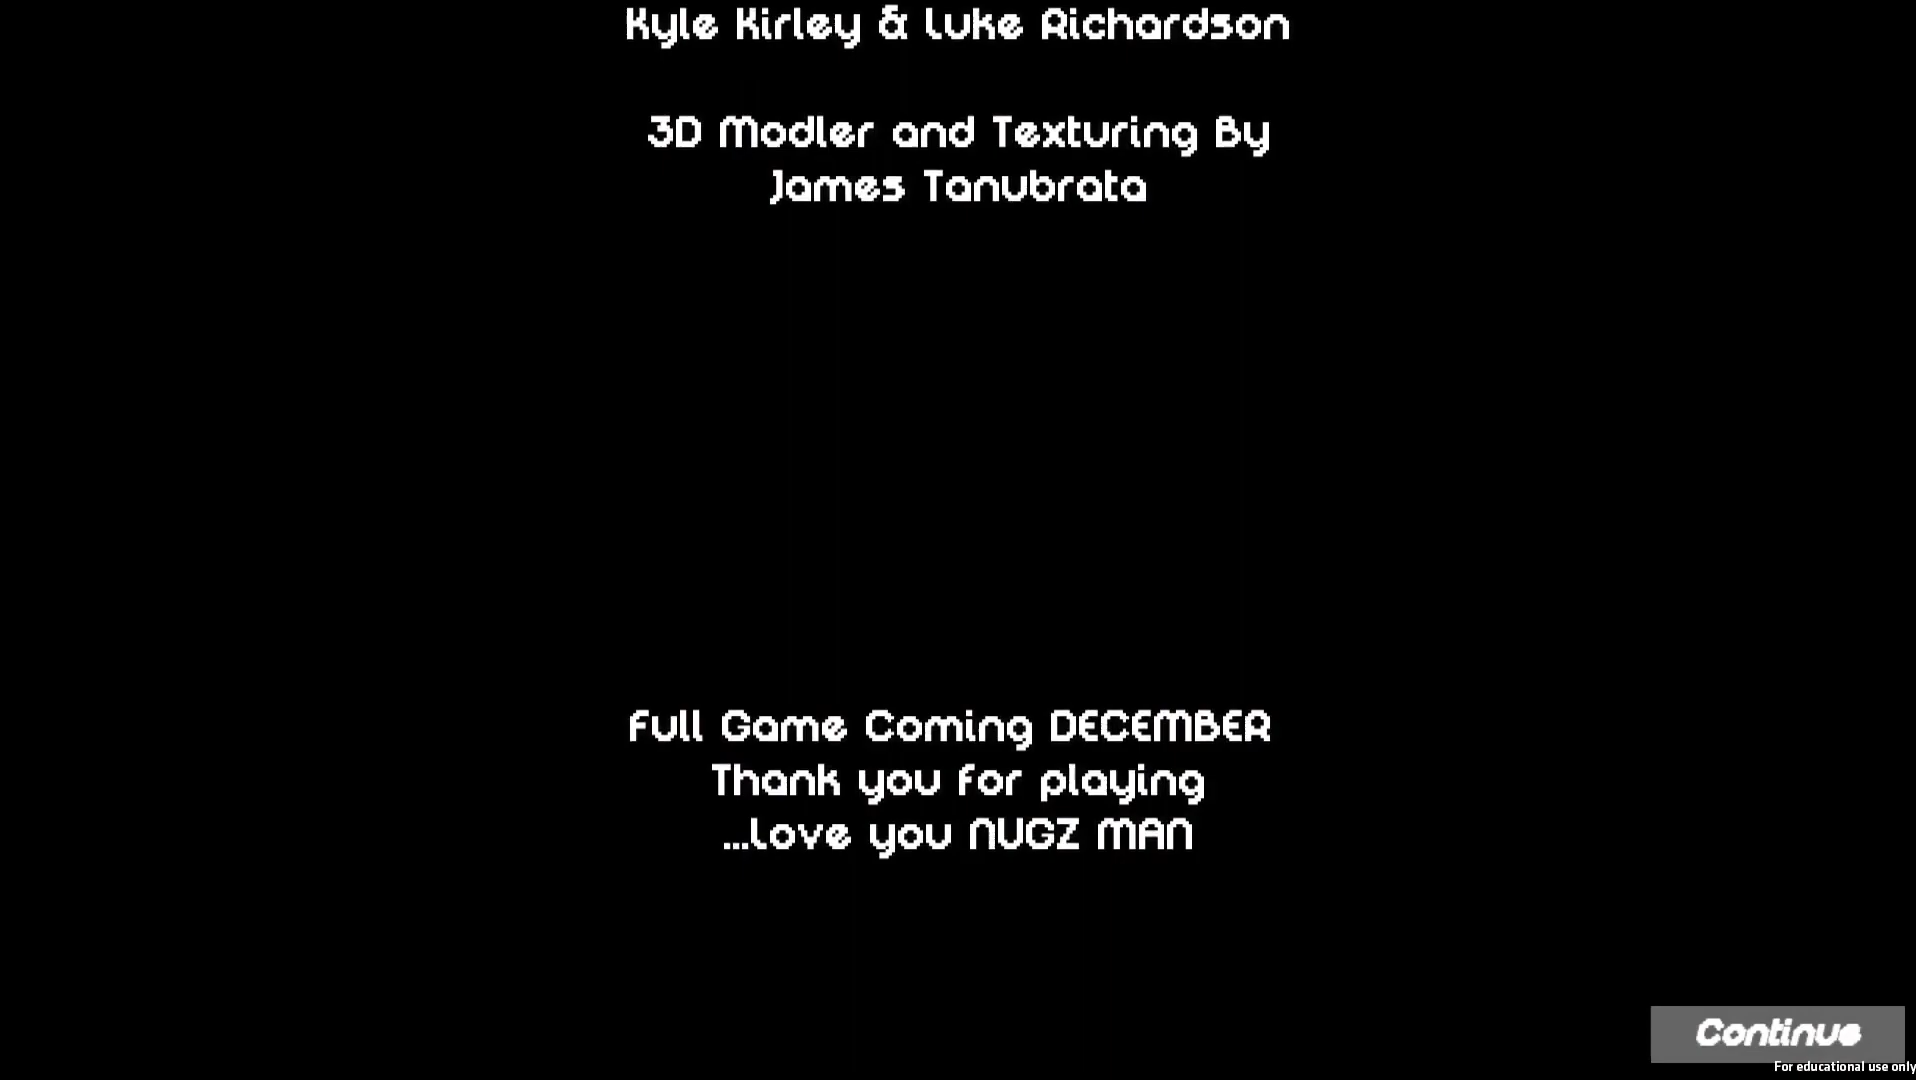 Kyle Kirley & Luke Richardson
3D Modler and Texturing By
James Tanubrata
Full Game Coming DECEMBER
Thank you for playing
...love you NUGZ MAN
Continue
For educational use only